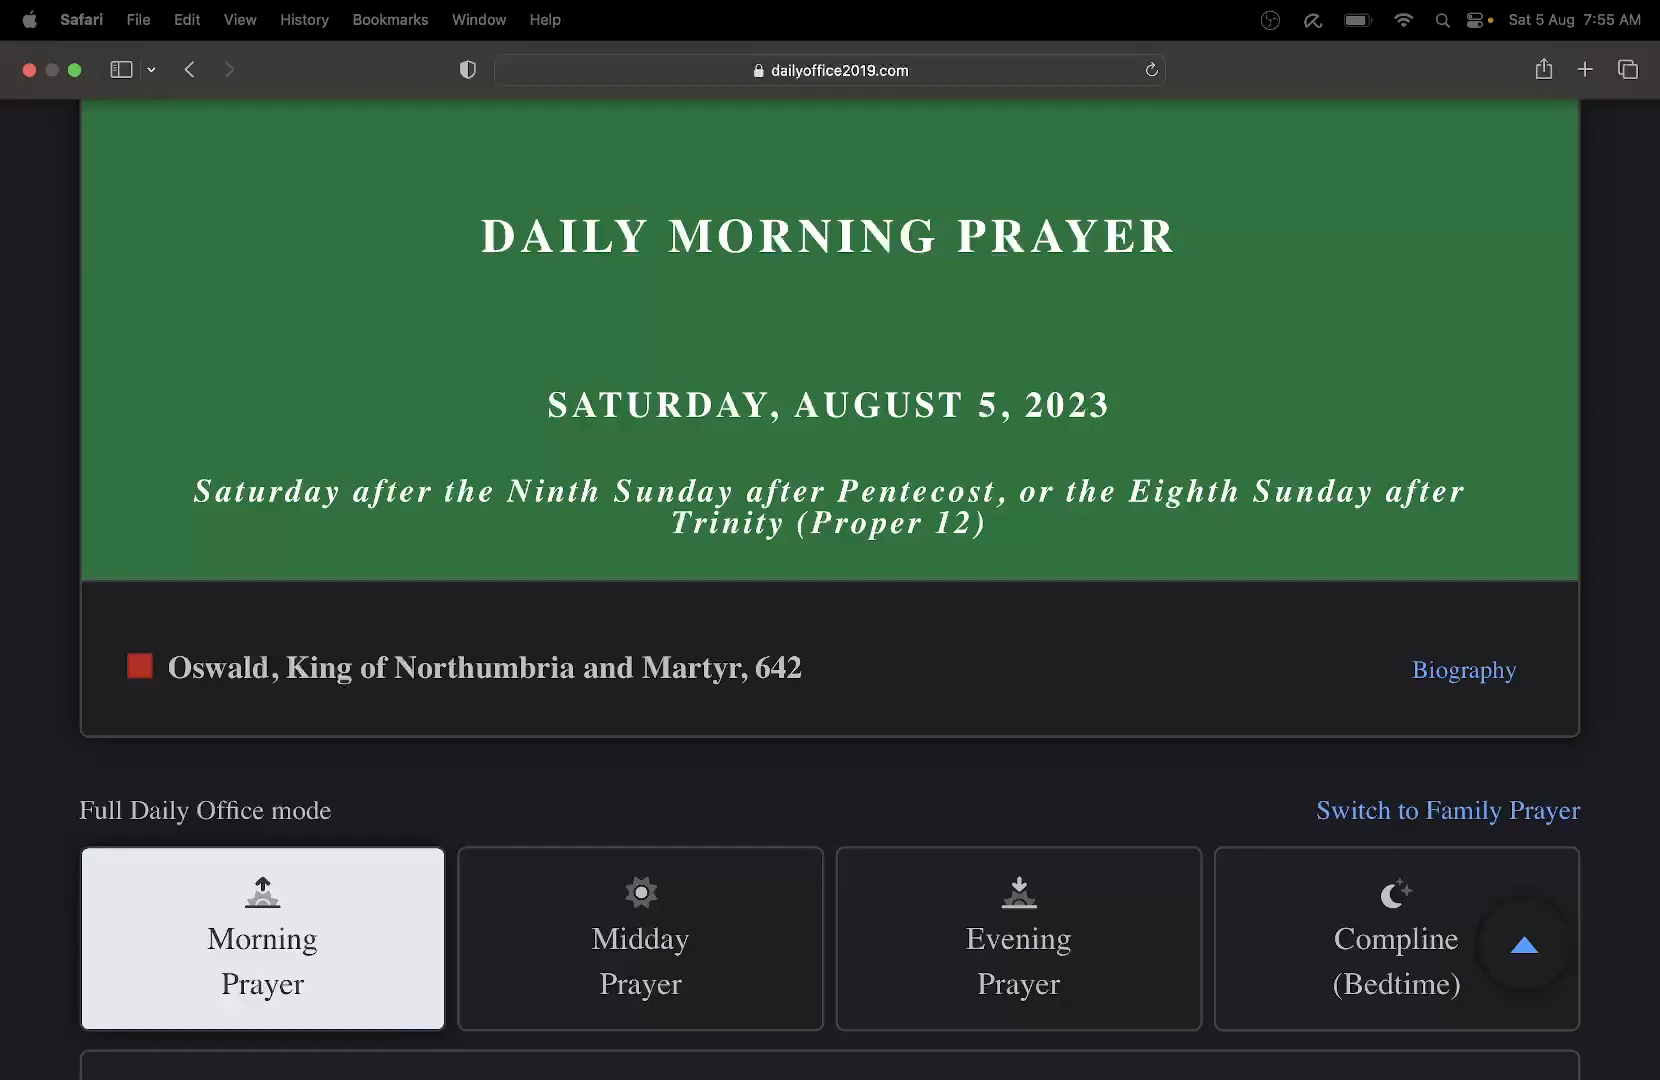 Safari File Edit View History Bookmarks Window Help Sat 5 Aug 7:55 AM
dailyoffice2019.com
DAILY MORNING PRAYER
SATURDAY, AUGUST 5, 2023
Saturday after the Ninth Sunday after Pentecost, or the Eighth Sunday after
Trinity (Proper 12)
Oswald, King of Northumbria and Martyr, 642
Biography
Full Daily Office mode
Switch to Family Prayer
Morning
Prayer
Midday
Prayer
Evening
Prayer
Compline
(Bedtime)